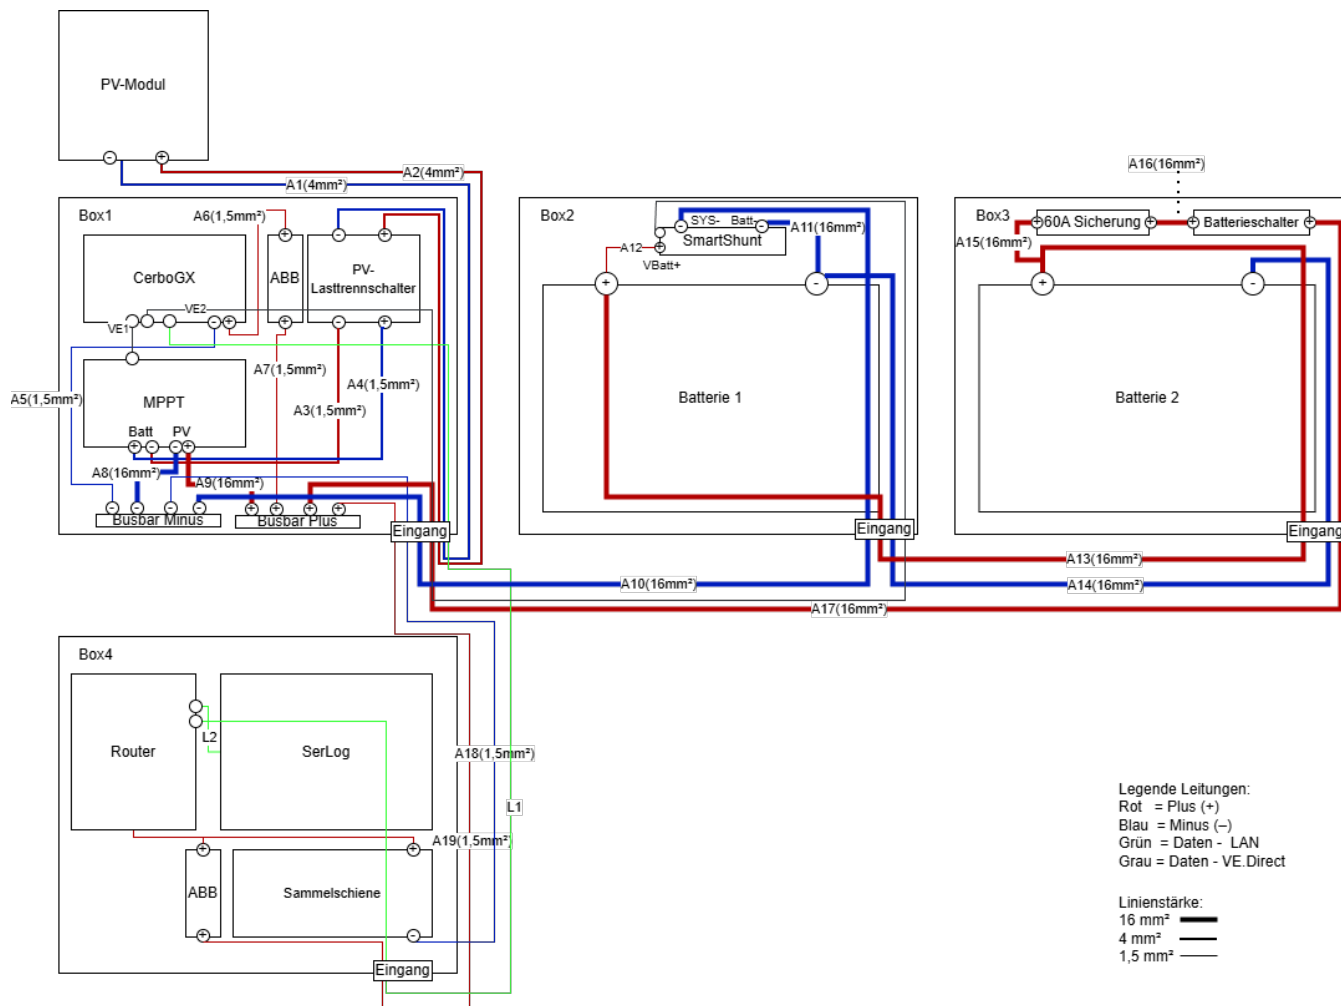 PV-Modul
A16(16mm²)
A2(4mm²)
A1(4mm²)
Box1
A6(1,5mm²)
CerboGX
ABB
PV-
Lasttrennschalter
VE2
VE1
A7(1,5mm²)
A4(1,5mm²)
A5(1,5mm²)
MPPT
A3(1,5mm²)
Batt
PV
A8(16mm²)
A9(16mm²)
Busbar Minus
Busbar Plus
Eingang
Box2
SYS-
Batt-
A11(16mm²)
SmartShunt
A12
VBatt+
+
-
Batterie 1
Eingang
Box3
60A Sicherung
Batterieschalter
A15(16mm²)
+
-
Batterie 2
Eingang
A13(16mm²)
A10(16mm²)
A14(16mm²)
A17(16mm²)
Box4
Router
L2
SerLog
A18(1,5mm²)
L1
A19(1,5mm²)
ABB
Sammelschiene
Eingang
Legende Leitungen:
Rot = Plus (+)
Blau = Minus (–)
Grün = Daten - LAN
Grau = Daten - VE.Direct
Linienstärke:
16 mm²
4 mm²
1,5 mm²